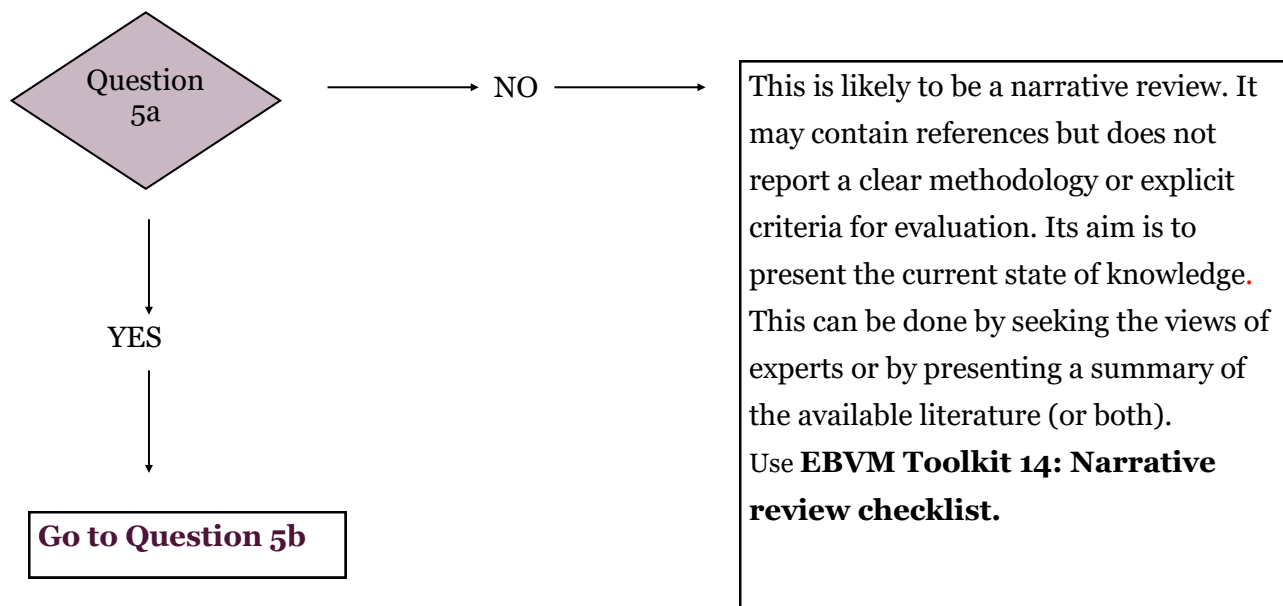 Question
5a
NO
This is likely to be a narrative review. It
may contain references but does not
report a clear methodology or explicit
criteria for evaluation. Its aim is to
present the current state of knowledge.
This can be done by seeking the views of
experts or by presenting a summary of
the available literature (or both).
Use EBVM Toolkit 14: Narrative
review checklist.
YES
Go to Question 5b